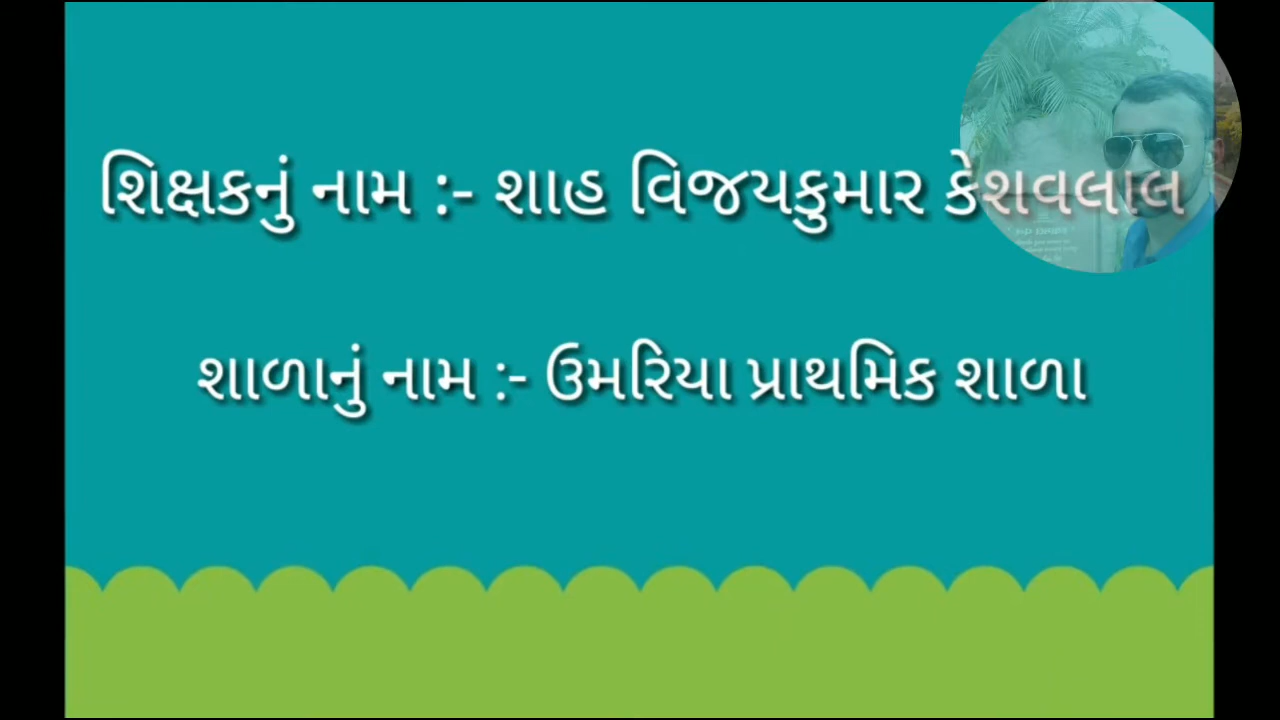 શિક્ષકનું નામ :- શાહ વિજયકુમાર કેશવલાલ
શાળાનું નામ :- ઉમરિયા પ્રાથમિક શાળા